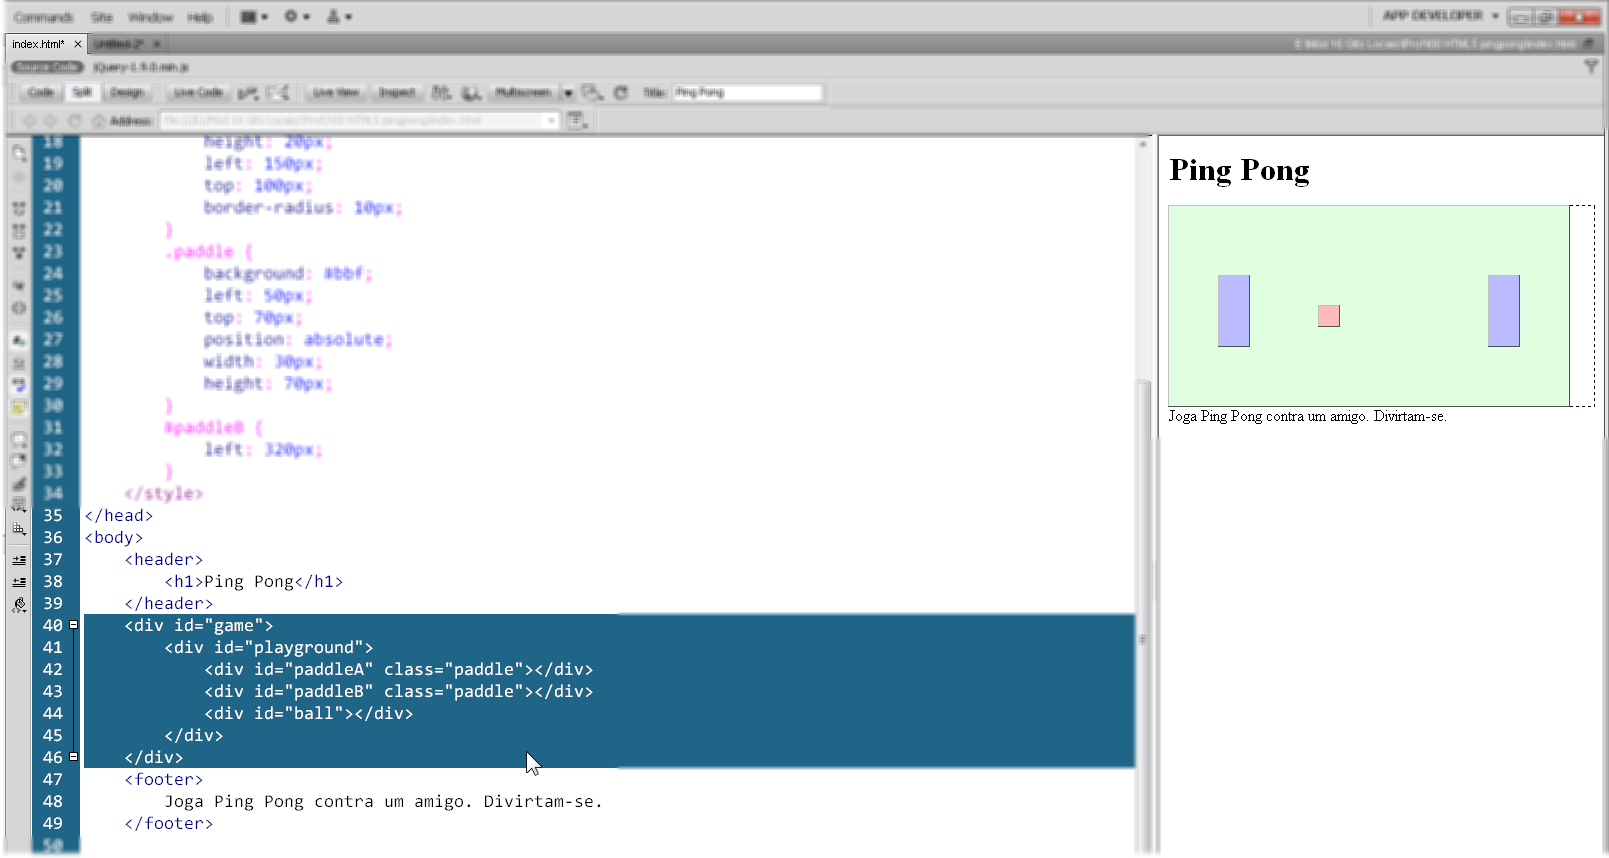 Commands Site Window Help APP DEVELOPER
index.html* × Untitled-2* ×
Source Code jQuery-1.9.0.min.js
Code Split Design Live Code Live View Inspect Multiscreen Title: Ping Pong
Address:
18 height: 20px;
19 left: 150px;
20 top: 100px;
21 border-radius: 10px;
22 }
23 .paddle {
24 background: #bbf;
25 left: 50px;
26 top: 70px;
27 position: absolute;
28 width: 30px;
29 height: 70px;
30 }
31 #paddleB {
32 left: 320px;
33 }
34 </style>
35 </head>
36 <body>
37 <header>
38 <h1>Ping Pong</h1>
39 </header>
40 <div id="game">
41 <div id="playground">
42 <div id="paddleA" class="paddle"></div>
43 <div id="paddleB" class="paddle"></div>
44 <div id="ball"></div>
45 </div>
46 </div>
47 <footer>
48 Joga Ping Pong contra um amigo. Divirtam-se.
49 </footer>
50
Ping Pong
Joga Ping Pong contra um amigo. Divirtam-se.